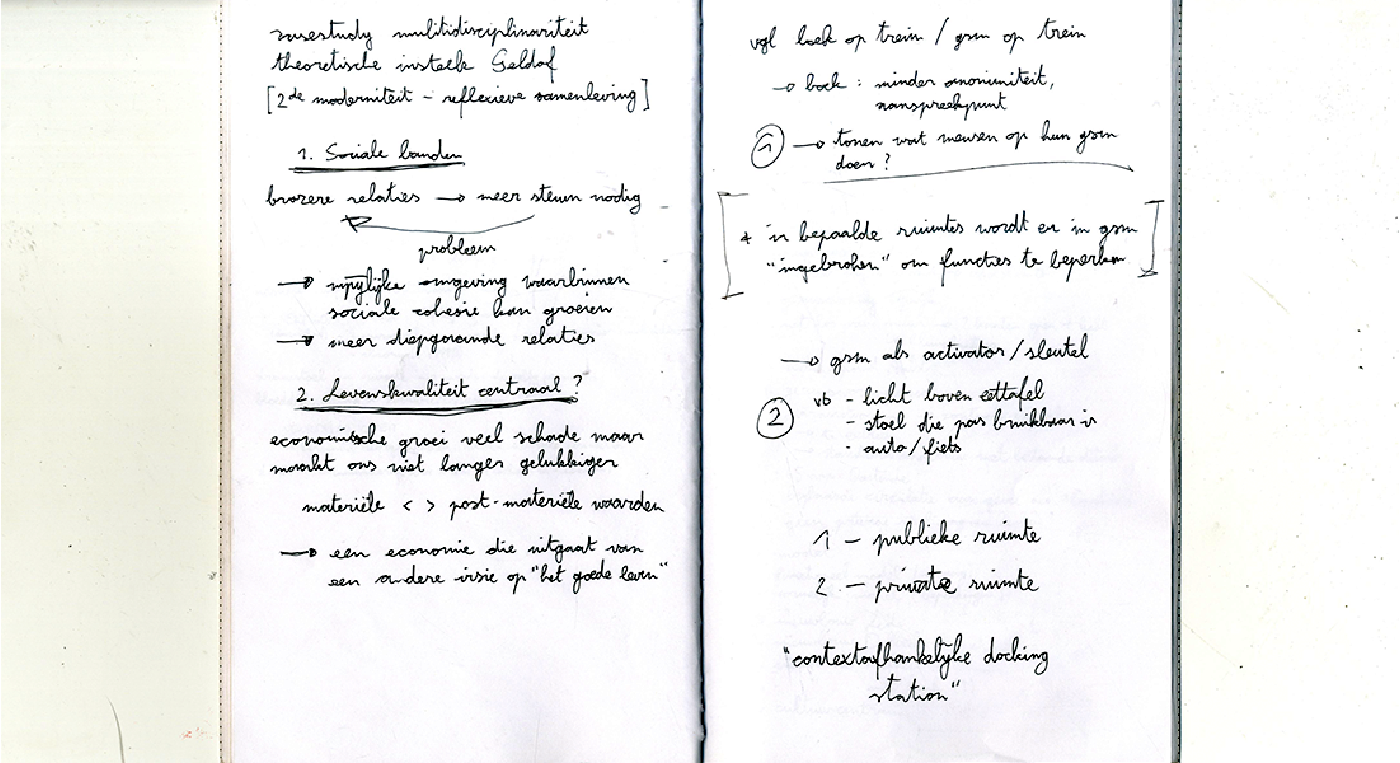 casestudy multidisciplinariteit
theoretische insteek Geldof
[2de moderniteit - reflexieve samenleving]
1. Sociale banden
brozere relaties → meer steun nodig
probleem
→ omgeving waarbinnen
sociale cohesie kan groeien
→ meer diepgaande relaties
2. Levenskwaliteit centraal?
economische groei veel schade maar
maakt ons niet langer gelukkiger
materiële < > post-materiële waarden
→ een economie die uitgaat van
een andere visie op "het goede leven"
vgl boek op trein / gsm op trein
→ boek : minder anonimiteit,
aanspreekpunt
1 → tonen wat mensen op hun gsm
doen ?
[* in bepaalde ruimtes wordt er in gsm
"ingebroken" om functies te beperken]
→ gsm als activator/sleutel
2 vb - licht boven eettafel
- stoel die pas bruikbaar is
- auto/fiets
1 - publieke ruimte
2 - private ruimte
"contextafhankelijke docking
station"